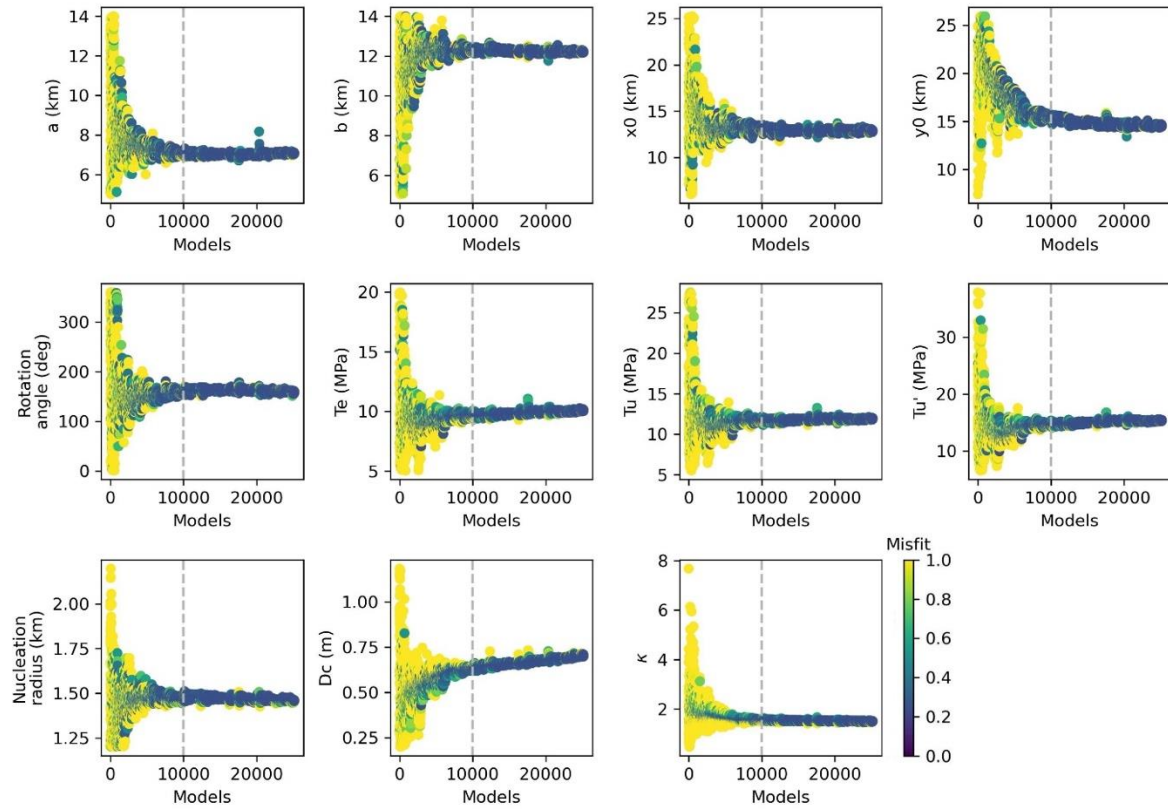 a (km)
14
12
10
8
6
0 10000 20000
Models
b (km)
14
12
10
8
6
0 10000 20000
Models
x0 (km)
25
20
15
10
0 10000 20000
Models
y0 (km)
25
20
15
10
0 10000 20000
Models
Rotation
angle (deg)
300
200
100
0
0 10000 20000
Models
Te (MPa)
20
15
10
5
0 10000 20000
Models
Tu (MPa)
25
20
15
10
5
0 10000 20000
Models
Tu' (MPa)
30
20
10
0 10000 20000
Models
Nucleation
radius (km)
2.00
1.75
1.50
1.25
0 10000 20000
Models
Dc (m)
1.00
0.75
0.50
0.25
0 10000 20000
Models
κ
8
6
4
2
0 10000 20000
Models
Misfit
1.0
0.8
0.6
0.4
0.2
0.0